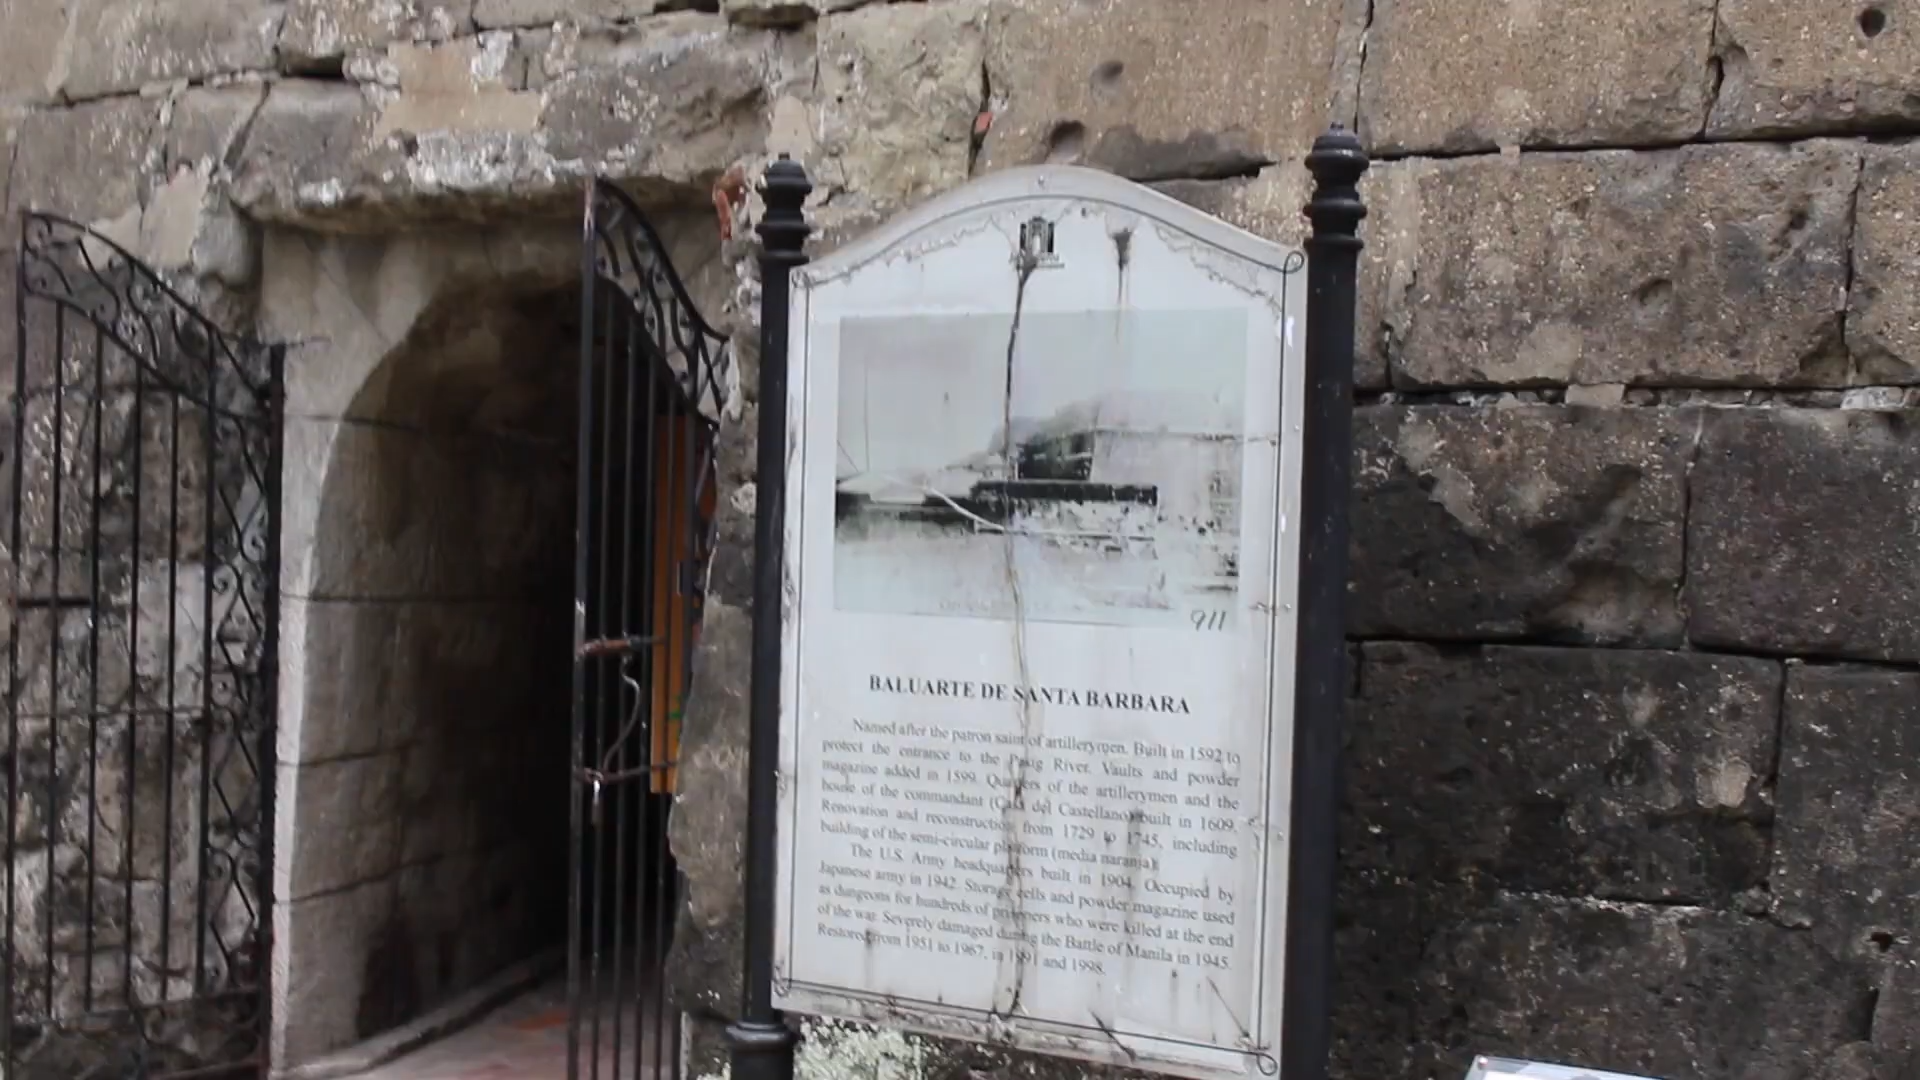 911
BALUARTE DE SANTA BARBARA
Named after the patron saint of artillerymen. Built in 1592 to
protect the entrance to the Pasig River. Vaults and powder
magazine added in 1599. Quarters of the artillerymen and the
house of the commandant (Casa del Castellano) built in 1609.
Renovation and reconstruction from 1729 to 1745, including
building of the semi-circular platform (media naranja).
The U.S. Army headquarters built in 1904. Occupied by
Japanese army in 1942. Storage cells and powder magazine used
as dungeons for hundreds of prisoners who were killed at the end
of the war. Severely damaged during the Battle of Manila in 1945.
Restored from 1951 to 1967, in 1991 and 1998.